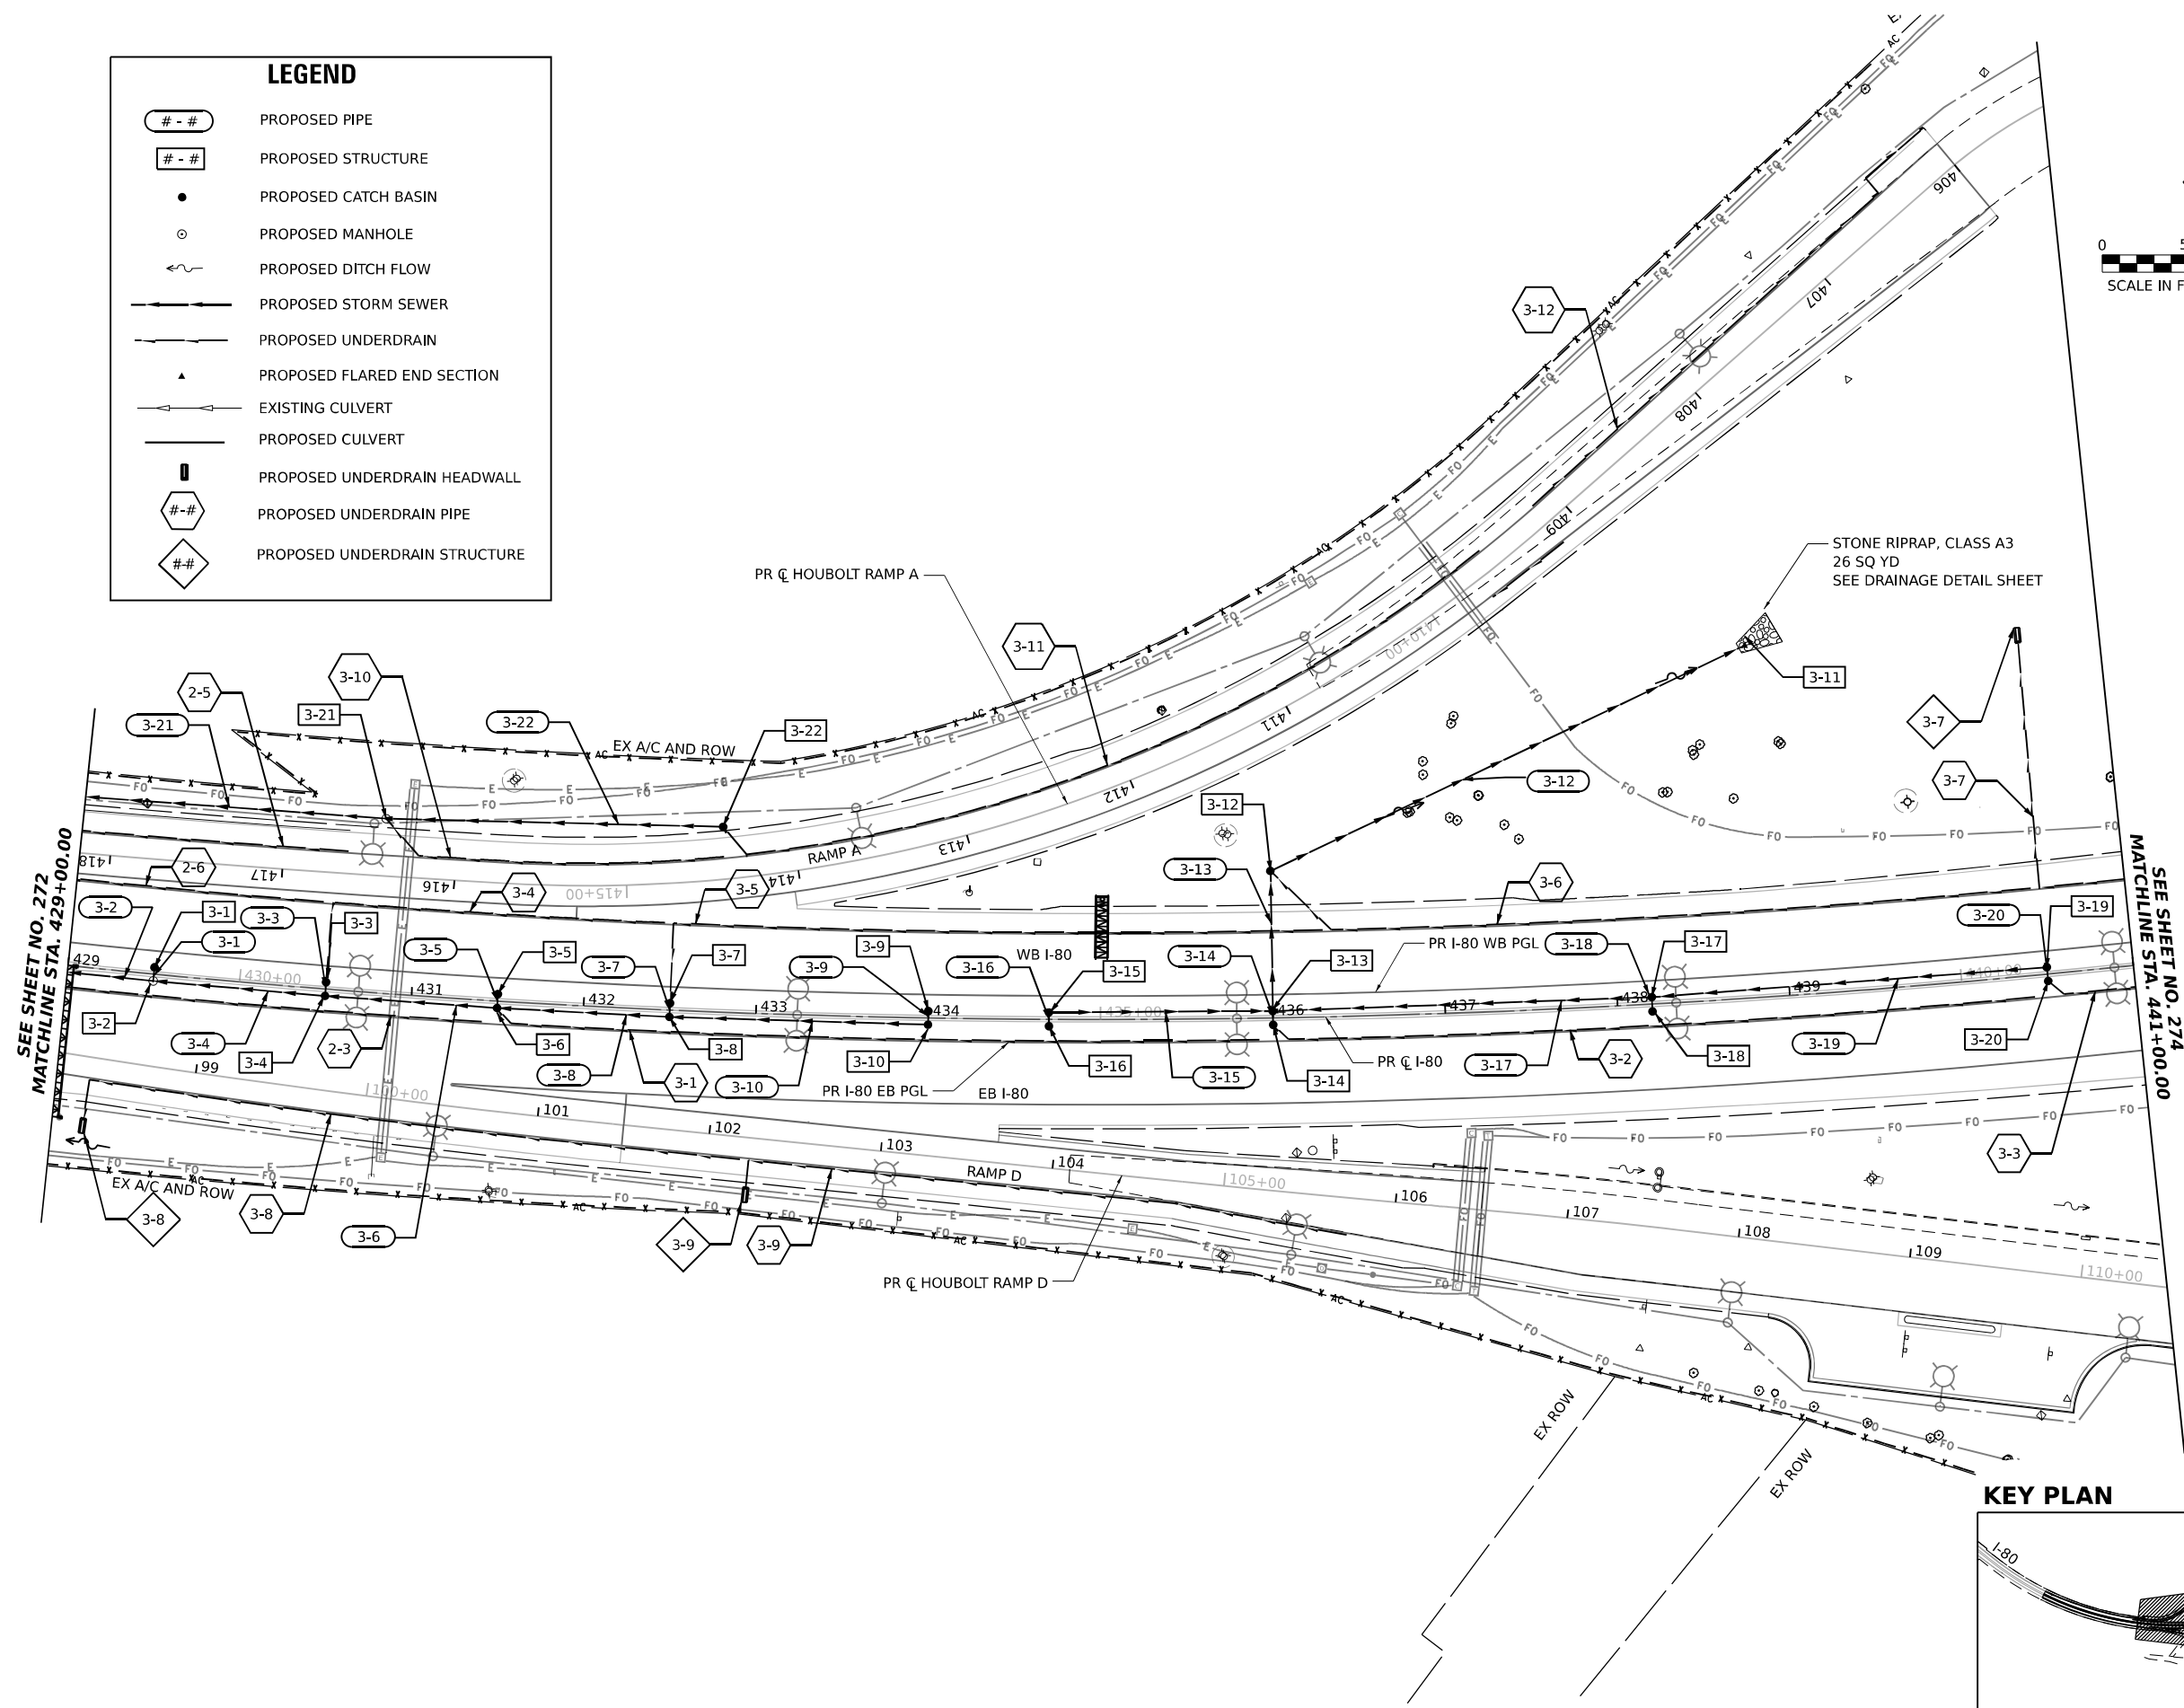 LEGEND
# - # PROPOSED PIPE
# - # PROPOSED STRUCTURE
PROPOSED CATCH BASIN
PROPOSED MANHOLE
PROPOSED DITCH FLOW
PROPOSED STORM SEWER
PROPOSED UNDERDRAIN
PROPOSED FLARED END SECTION
EXISTING CULVERT
PROPOSED CULVERT
PROPOSED UNDERDRAIN HEADWALL
#-# PROPOSED UNDERDRAIN PIPE
#-# PROPOSED UNDERDRAIN STRUCTURE
0
SCALE IN F
406
407
408
409
410+00
411
412
413
414
415+00
416
417
418
3-12
STONE RIPRAP, CLASS A3
26 SQ YD
SEE DRAINAGE DETAIL SHEET
PR ℄ HOUBOLT RAMP A
3-11
3-10
2-5
3-21
3-21
3-22
3-22
3-11
3-7
3-7
EX A/C AND ROW
3-12
3-12
RAMP A
3-13
2-6
3-4
3-5
3-6
3-2
3-1
3-1
3-3
3-3
3-5
3-5
3-7
3-7
3-9
3-9
WB I-80
3-16
3-15
3-14
3-13
PR I-80 WB PGL
3-18
3-17
3-20
3-19
SEE SHEET NO. 272
MATCHLINE STA. 429+00.00
SEE SHEET NO. 274
MATCHLINE STA. 441+00.00
429
430+00
431
432
433
434
435+00
436
437
438
439
440+00
3-2
3-4
3-4
2-3
3-6
3-8
3-8
3-1
3-10
3-10
PR I-80 EB PGL
EB I-80
3-16
3-15
3-14
PR ℄ I-80
3-17
3-2
3-18
3-19
3-20
3-3
99
100+00
101
102
103
104
105+00
106
107
108
109
110+00
RAMP D
EX A/C AND ROW
3-8
3-8
3-6
3-9
3-9
PR ℄ HOUBOLT RAMP D
EX ROW
EX ROW
KEY PLAN
I-80